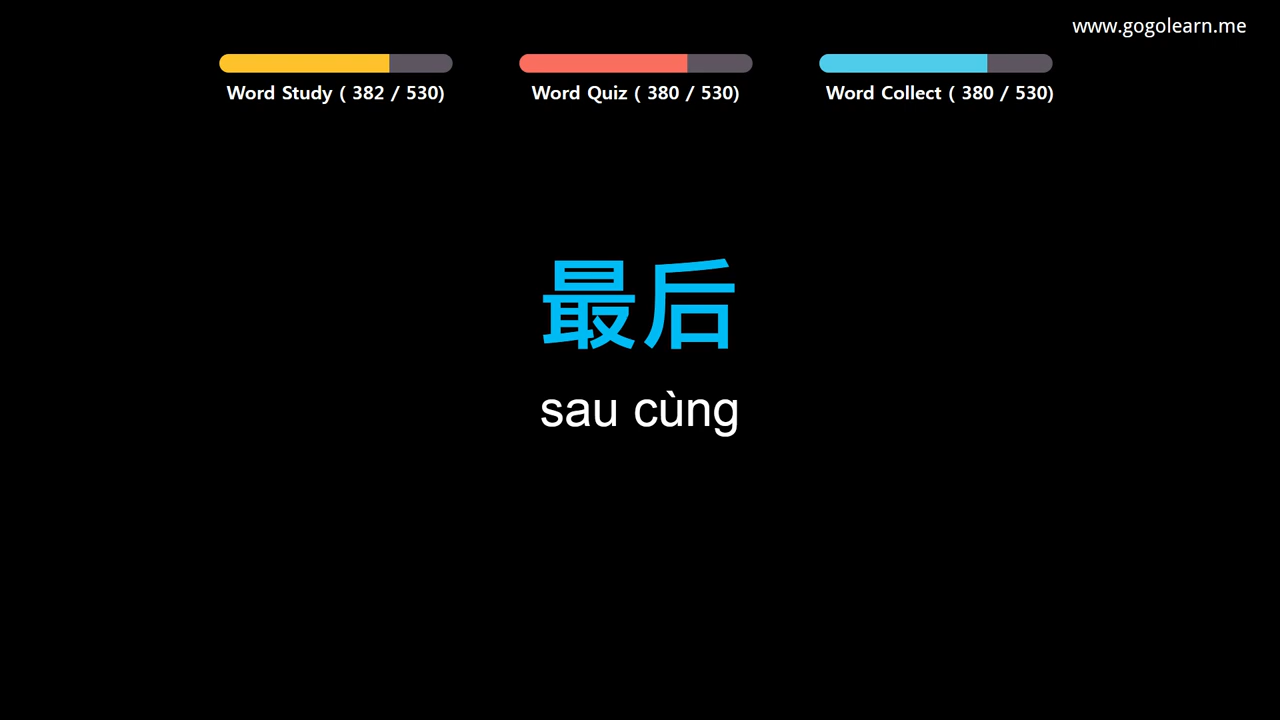 www.gogolearn.me
Word Study ( 382 / 530)
Word Quiz ( 380 / 530)
Word Collect ( 380 / 530)
最后
sau cùng